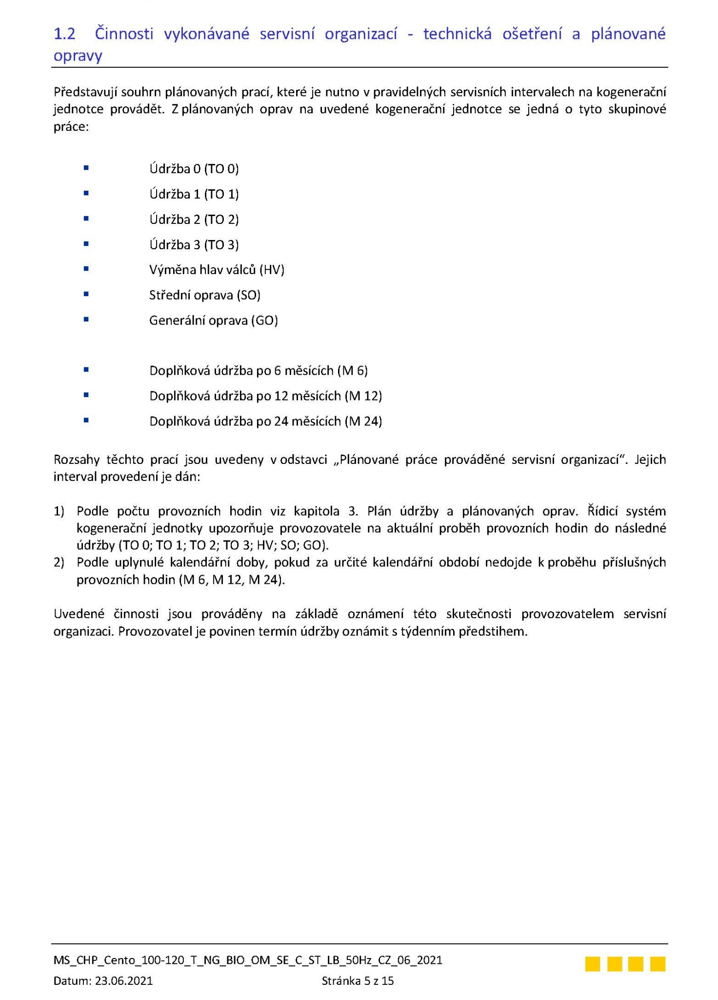 1.2 Činnosti vykonávané servisní organizací - technická ošetření a plánované
opravy
Představují souhrn plánovaných prací, které je nutno v pravidelných servisních intervalech na kogenerační
jednotce provádět. Z plánovaných oprav na uvedené kogenerační jednotce se jedná o tyto skupinové
práce:
▪ Údržba 0 (TO 0)
▪ Údržba 1 (TO 1)
▪ Údržba 2 (TO 2)
▪ Údržba 3 (TO 3)
▪ Výměna hlav válců (HV)
▪ Střední oprava (SO)
▪ Generální oprava (GO)
▪ Doplňková údržba po 6 měsících (M 6)
▪ Doplňková údržba po 12 měsících (M 12)
▪ Doplňková údržba po 24 měsících (M 24)
Rozsahy těchto prací jsou uvedeny v odstavci „Plánované práce prováděné servisní organizací“. Jejich
interval provedení je dán:
1) Podle počtu provozních hodin viz kapitola 3. Plán údržby a plánovaných oprav. Řídicí systém
kogenerační jednotky upozorňuje provozovatele na aktuální proběh provozních hodin do následné
údržby (TO 0; TO 1; TO 2; TO 3; HV; SO; GO).
2) Podle uplynulé kalendářní doby, pokud za určité kalendářní období nedojde k proběhu příslušných
provozních hodin (M 6, M 12, M 24).
Uvedené činnosti jsou prováděny na základě oznámení této skutečnosti provozovatelem servisní
organizaci. Provozovatel je povinen termín údržby oznámit s týdenním předstihem.
MS_CHP_Cento_100-120_T_NG_BIO_OM_SE_C_ST_LB_50Hz_CZ_06_2021
Datum: 23.06.2021 Stránka 5 z 15